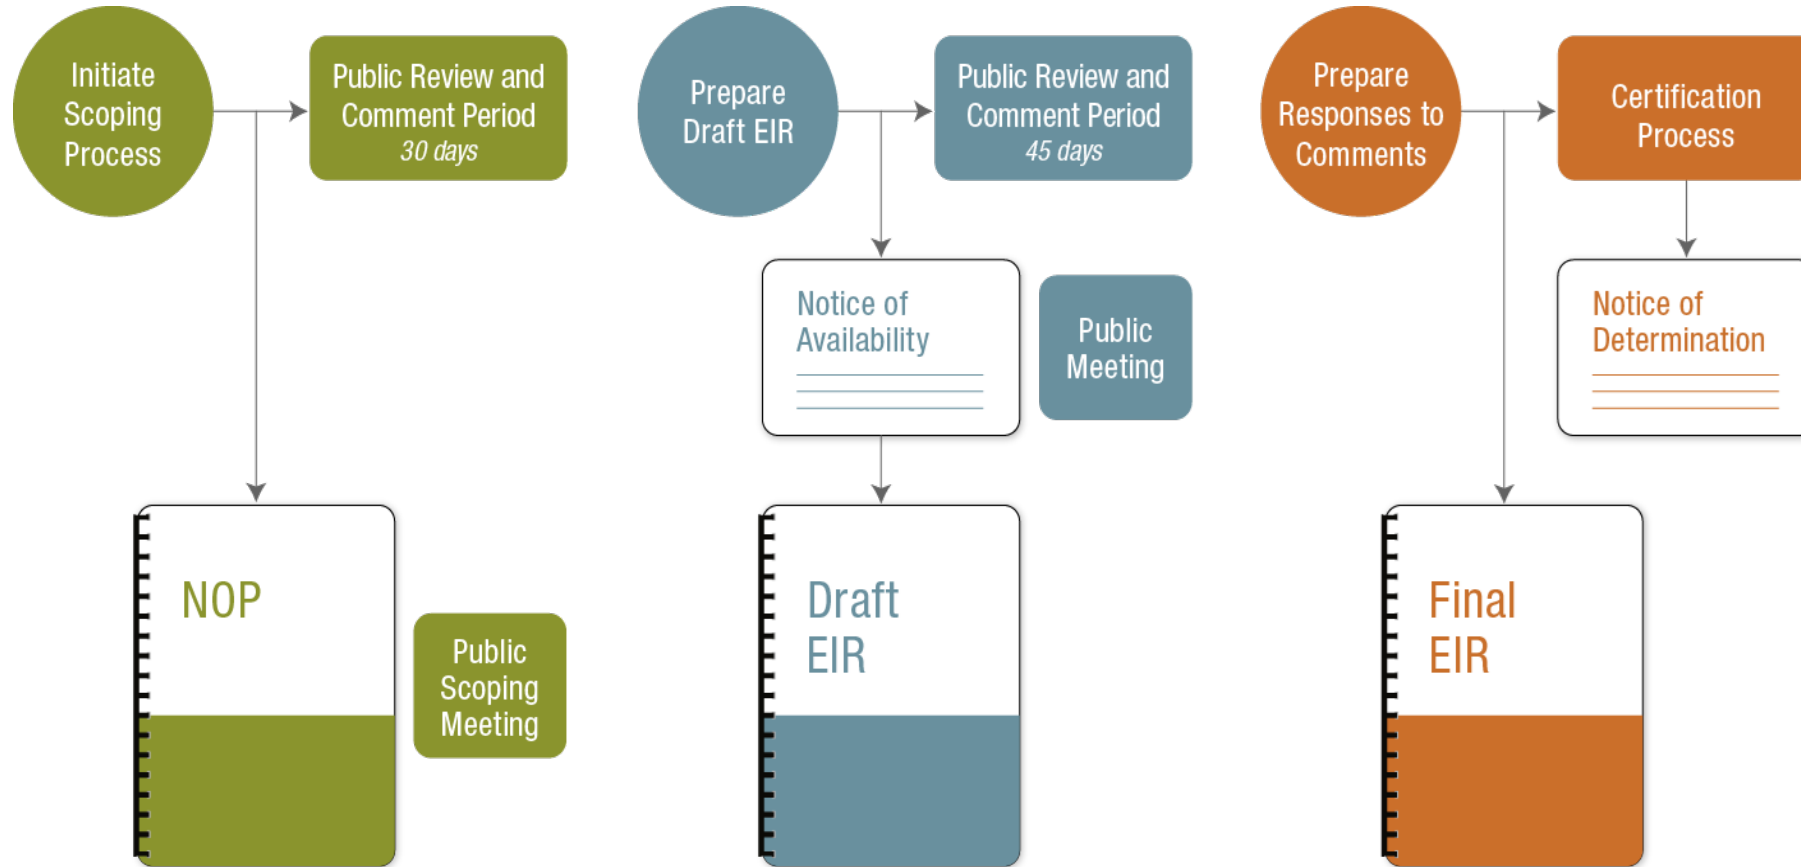 Initiate
Scoping
Process
Public Review and
Comment Period
30 days
NOP
Public
Scoping
Meeting
Prepare
Draft EIR
Public Review and
Comment Period
45 days
Notice of
Availability
Public
Meeting
Draft
EIR
Prepare
Responses to
Comments
Certification
Process
Notice of
Determination
Final
EIR